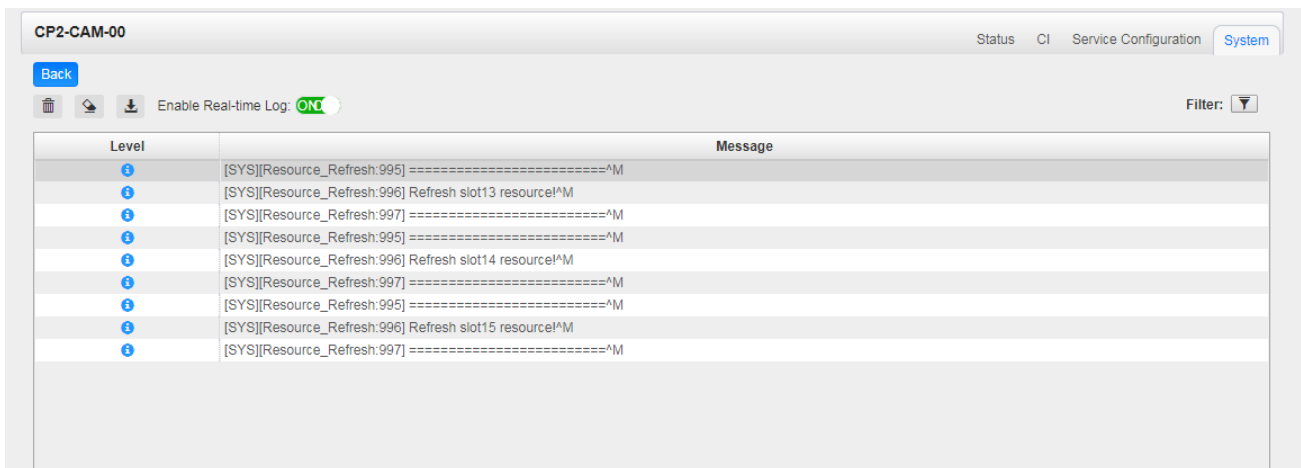 CP2-CAM-00
Status CI Service Configuration System
Back
Enable Real-time Log: ON Filter:
Level Message
[SYS][Resource_Refresh:995] =========================^M
[SYS][Resource_Refresh:996] Refresh slot13 resource!^M
[SYS][Resource_Refresh:997] =========================^M
[SYS][Resource_Refresh:995] =========================^M
[SYS][Resource_Refresh:996] Refresh slot14 resource!^M
[SYS][Resource_Refresh:997] =========================^M
[SYS][Resource_Refresh:995] =========================^M
[SYS][Resource_Refresh:996] Refresh slot15 resource!^M
[SYS][Resource_Refresh:997] =========================^M